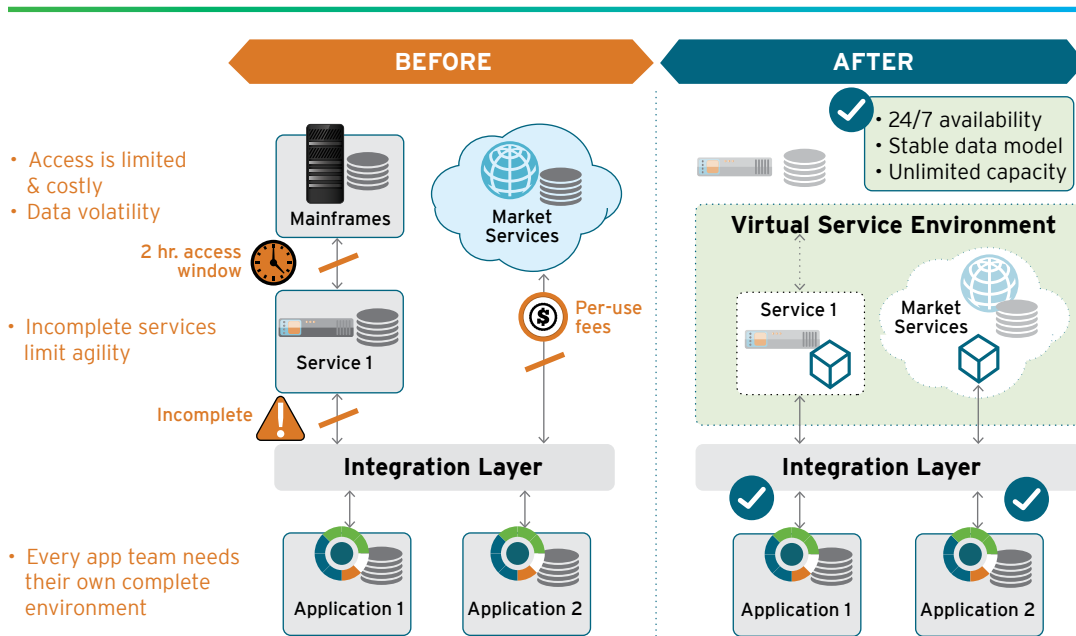 BEFORE
AFTER
• 24/7 availability
• Stable data model
• Unlimited capacity
• Access is limited
& costly
• Data volatility
Mainframes
Market
Services
2 hr. access
window
Virtual Service Environment
• Incomplete services
limit agility
Service 1
$
Per-use
fees
Service 1
Market
Services
Incomplete
!
Integration Layer
Integration Layer
• Every app team needs
their own complete
environment
Application 1
Application 2
Application 1
Application 2